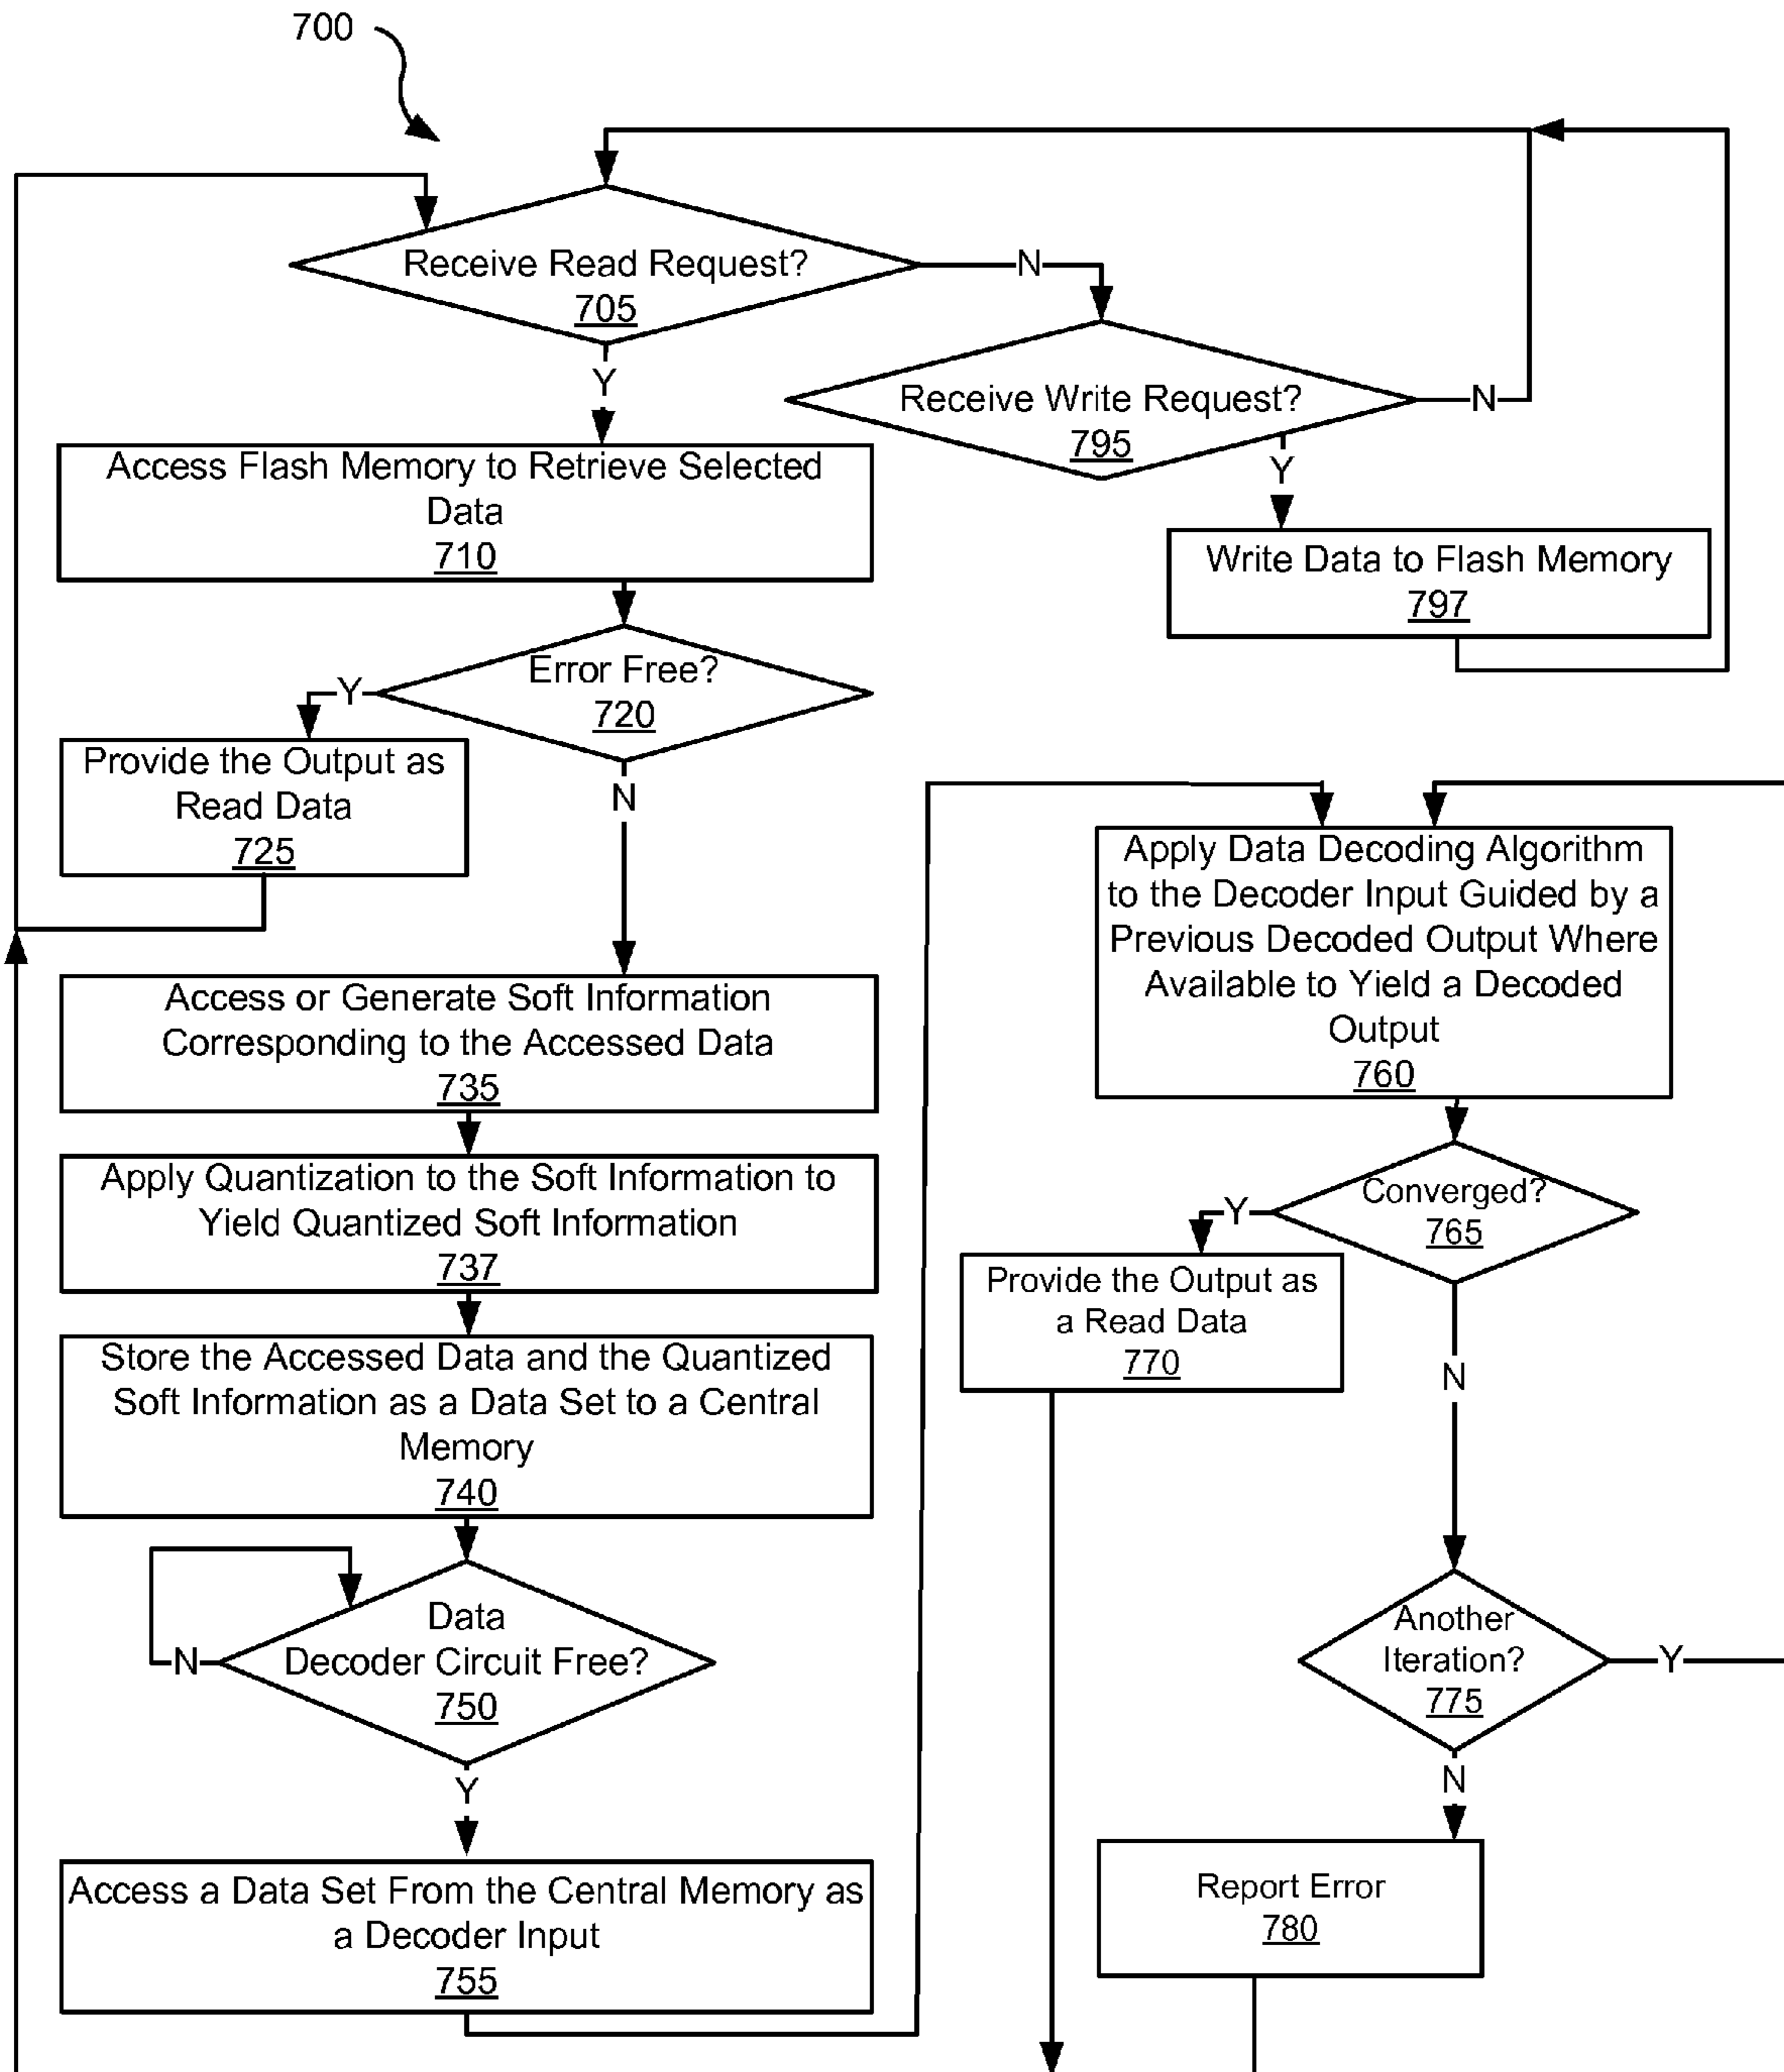 700
Receive Read Request?
705
N
Y
Receive Write Request?
795
N
Y
Access Flash Memory to Retrieve Selected
Data
710
Write Data to Flash Memory
797
Error Free?
720
Y
N
Provide the Output as
Read Data
725
Access or Generate Soft Information
Corresponding to the Accessed Data
735
Apply Quantization to the Soft Information to
Yield Quantized Soft Information
737
Store the Accessed Data and the Quantized
Soft Information as a Data Set to a Central
Memory
740
Data
Decoder Circuit Free?
750
N
Y
Access a Data Set From the Central Memory as
a Decoder Input
755
Apply Data Decoding Algorithm
to the Decoder Input Guided by a
Previous Decoded Output Where
Available to Yield a Decoded
Output
760
Converged?
765
Y
Provide the Output as
a Read Data
770
N
Another
Iteration?
775
Y
N
Report Error
780